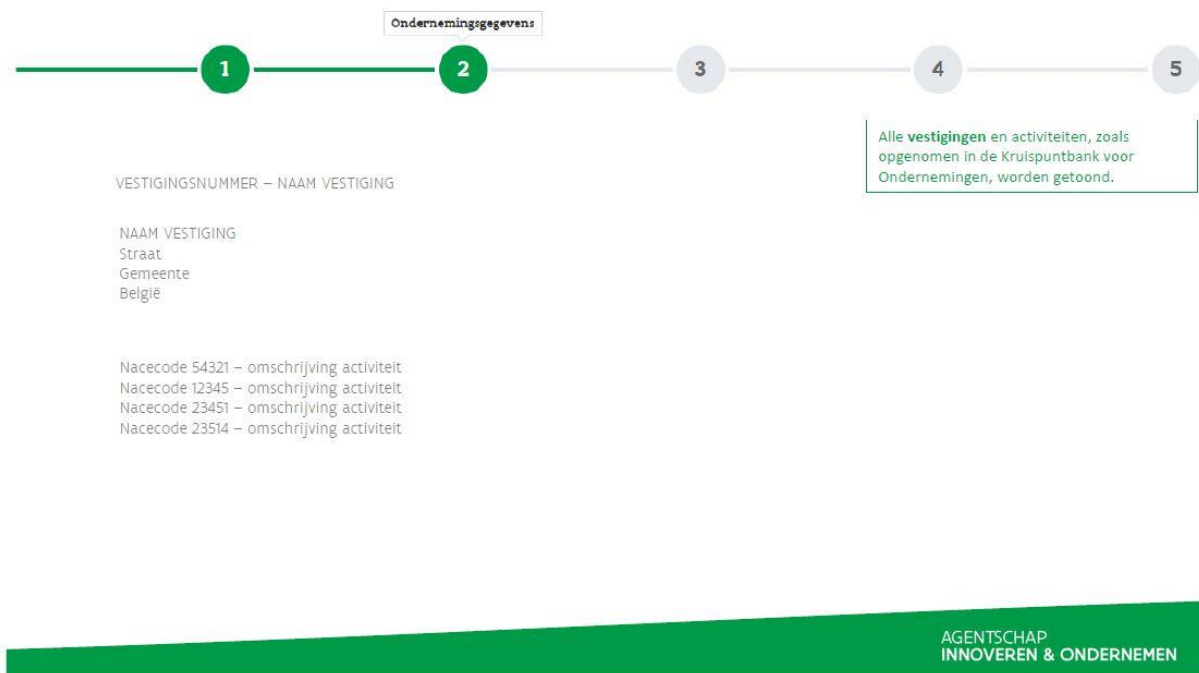 Ondernemingsgegevens
1 2 3 4 5
Alle vestigingen en activiteiten, zoals
opgenomen in de Kruispuntbank voor
Ondernemingen, worden getoond.
VESTIGINGSNUMMER – NAAM VESTIGING
NAAM VESTIGING
Straat
Gemeente
België
Nacecode 54321 – omschrijving activiteit
Nacecode 12345 – omschrijving activiteit
Nacecode 23451 – omschrijving activiteit
Nacecode 23514 – omschrijving activiteit
AGENTSCHAP
INNOVEREN & ONDERNEMEN